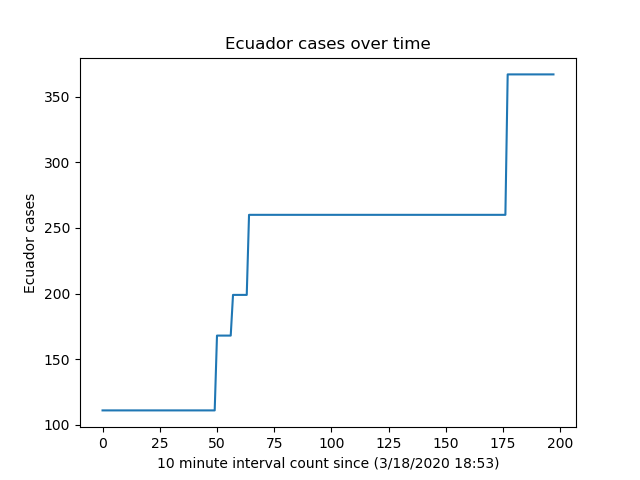 Ecuador cases over time
350
300
250
200
150
100
Ecuador cases
0 25 50 75 100 125 150 175 200
10 minute interval count since (3/18/2020 18:53)